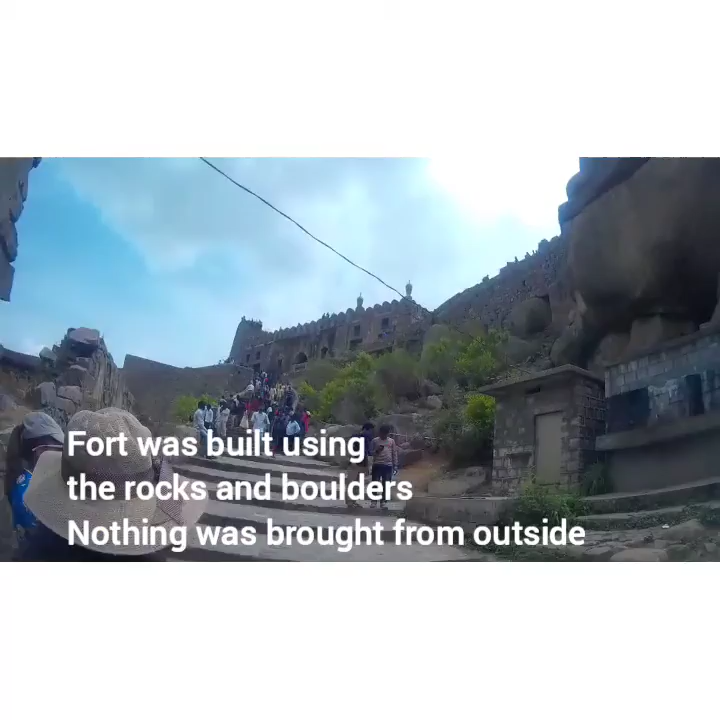 Fort was built using
the rocks and boulders
Nothing was brought from outside